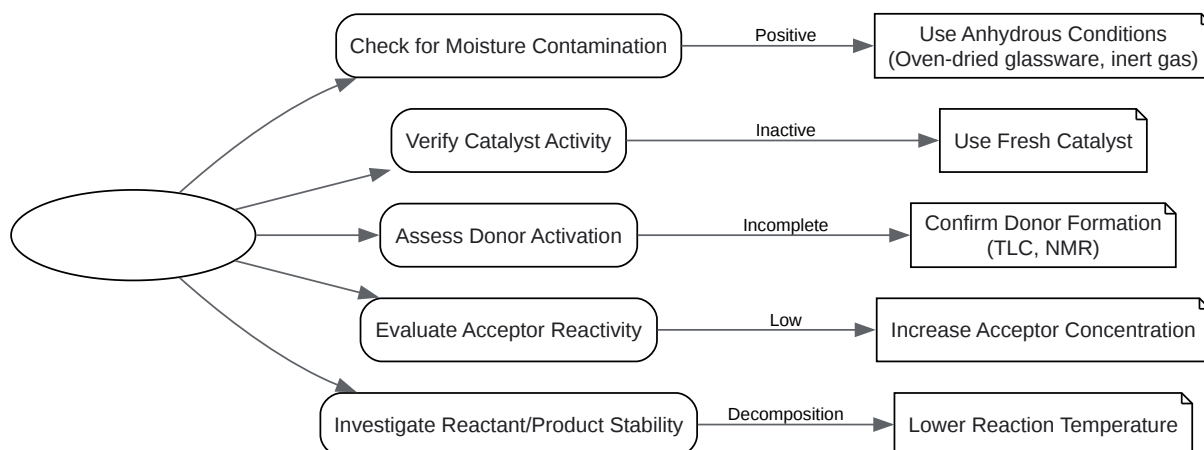 Check for Moisture Contamination
Positive
Use Anhydrous Conditions
(Oven-dried glassware, inert gas)
Verify Catalyst Activity
Inactive
Use Fresh Catalyst
Assess Donor Activation
Incomplete
Confirm Donor Formation
(TLC, NMR)
Evaluate Acceptor Reactivity
Low
Increase Acceptor Concentration
Investigate Reactant/Product Stability
Decomposition
Lower Reaction Temperature